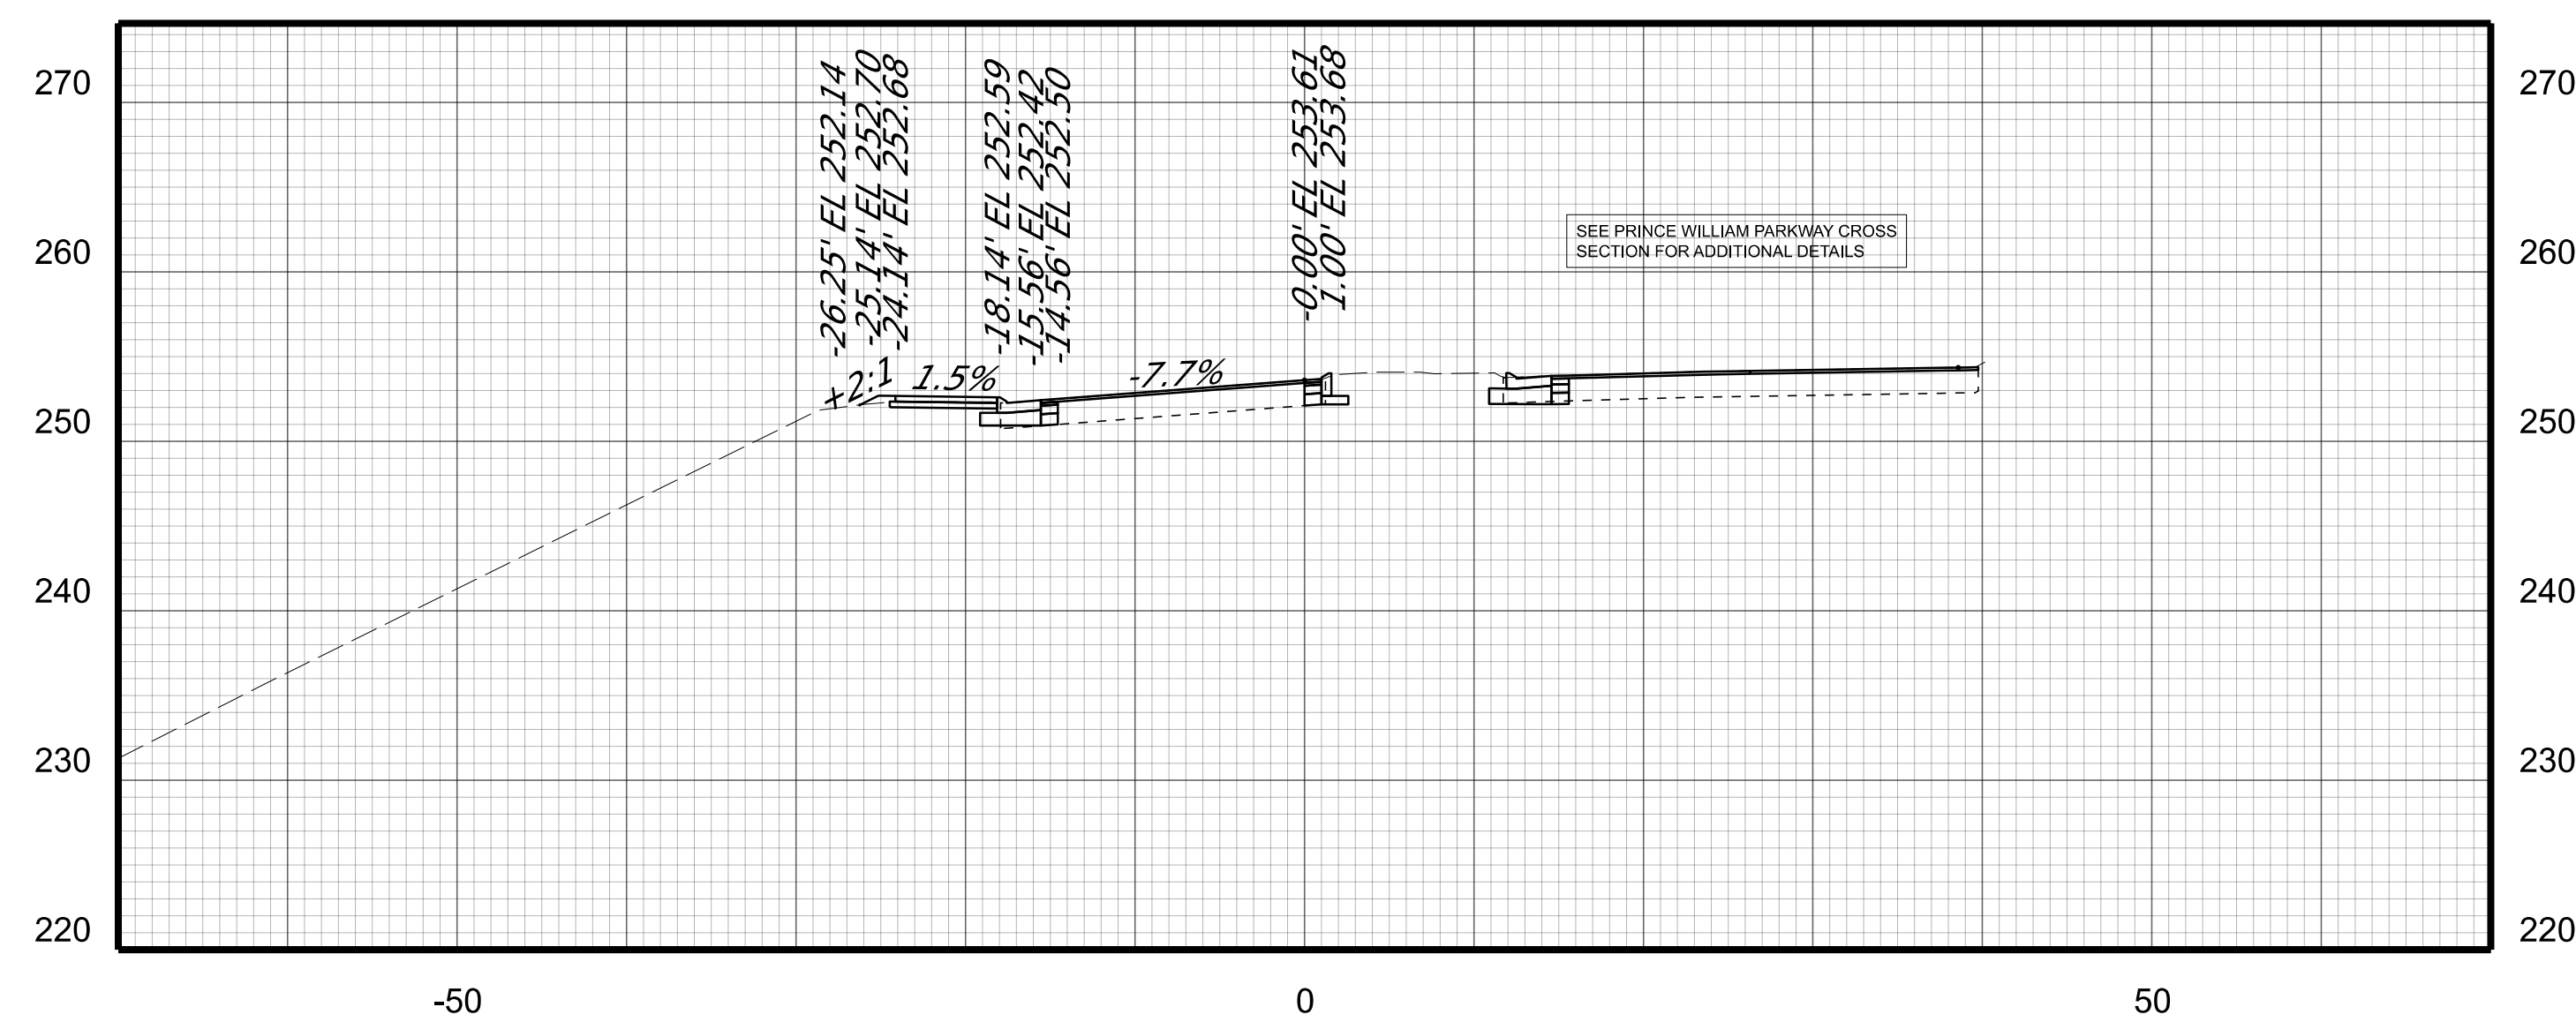 -26.25' EL 252.14
-25.14' EL 252.70
-24.14' EL 252.68
-18.14' EL 252.59
-15.56' EL 252.42
-14.56' EL 252.50
-0.00' EL 253.61
1.00' EL 253.68
270
270
SEE PRINCE WILLIAM PARKWAY CROSS
SECTION FOR ADDITIONAL DETAILS
260
260
x2:1
1.5%
-7.7%
250
250
240
240
230
230
220
220
-50
0
50